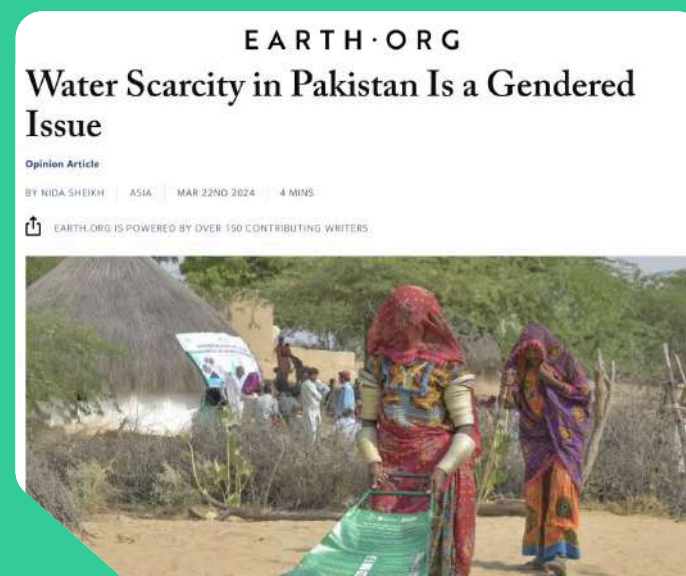 EARTH·ORG
Water Scarcity in Pakistan Is a Gendered
Issue
Opinion Article
BY NIDA SHEIKH ASIA MAR 22ND 2024 4 MINS
EARTH.ORG IS POWERED BY OVER 150 CONTRIBUTING WRITERS